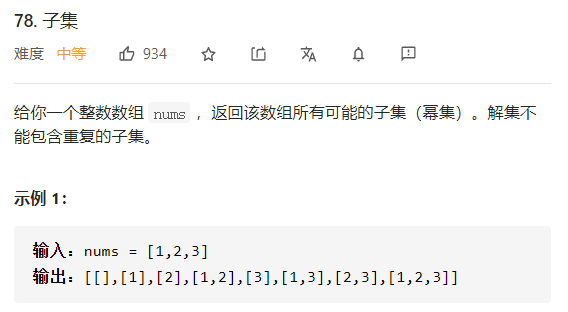 78. 子集
难度 中等 934
给你一个整数数组 nums ，返回该数组所有可能的子集（幂集）。解集不
能包含重复的子集。
示例 1：
输入：nums = [1,2,3]
输出：[[],[1],[2],[1,2],[3],[1,3],[2,3],[1,2,3]]